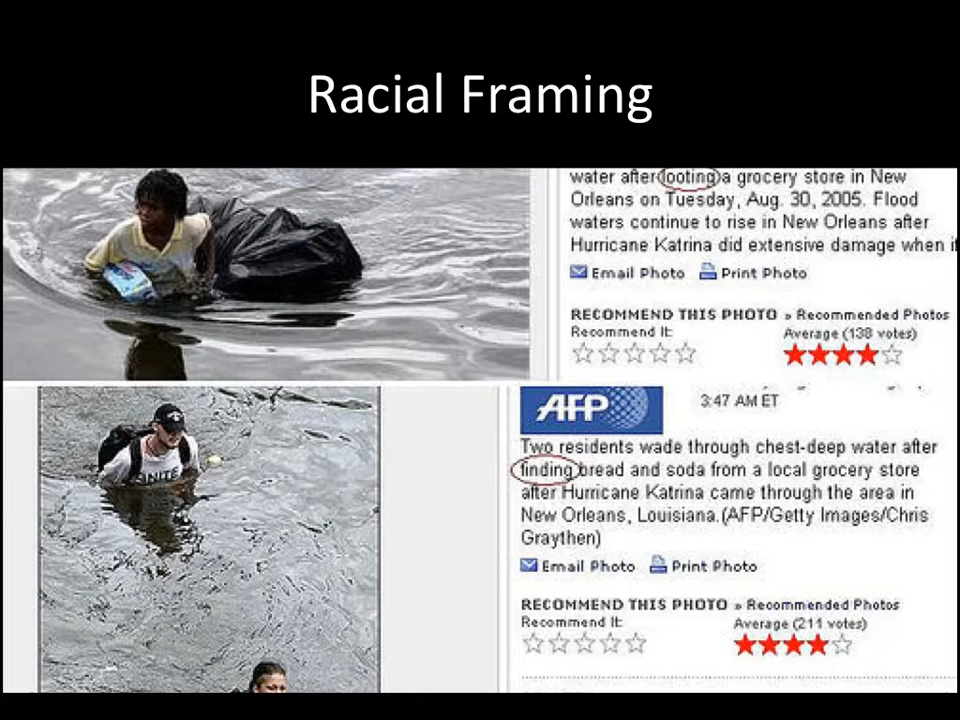 Racial Framing
water after looting a grocery store in New
Orleans on Tuesday, Aug. 30, 2005. Flood
waters continue to rise in New Orleans after
Hurricane Katrina did extensive damage when it
Email Photo Print Photo
RECOMMEND THIS PHOTO » Recommended Photos
Recommend It: Average (138 votes)
AFP
3:47 AM ET
Two residents wade through chest-deep water after
finding bread and soda from a local grocery store
after Hurricane Katrina came through the area in
New Orleans, Louisiana.(AFP/Getty Images/Chris
Graythen)
Email Photo Print Photo
RECOMMEND THIS PHOTO » Recommended Photos
Recommend It: Average (211 votes)